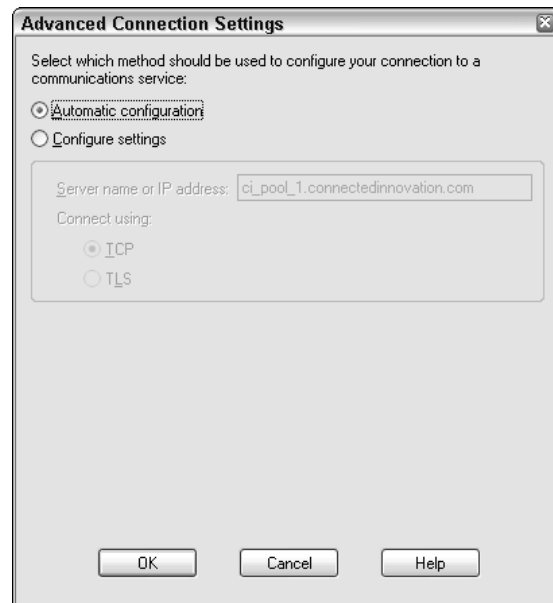 Advanced Connection Settings
Select which method should be used to configure your connection to a
communications service:
Automatic configuration
Configure settings
Server name or IP address: ci_pool_1.connectedinnovation.com
Connect using:
TCP
TLS
OK Cancel Help